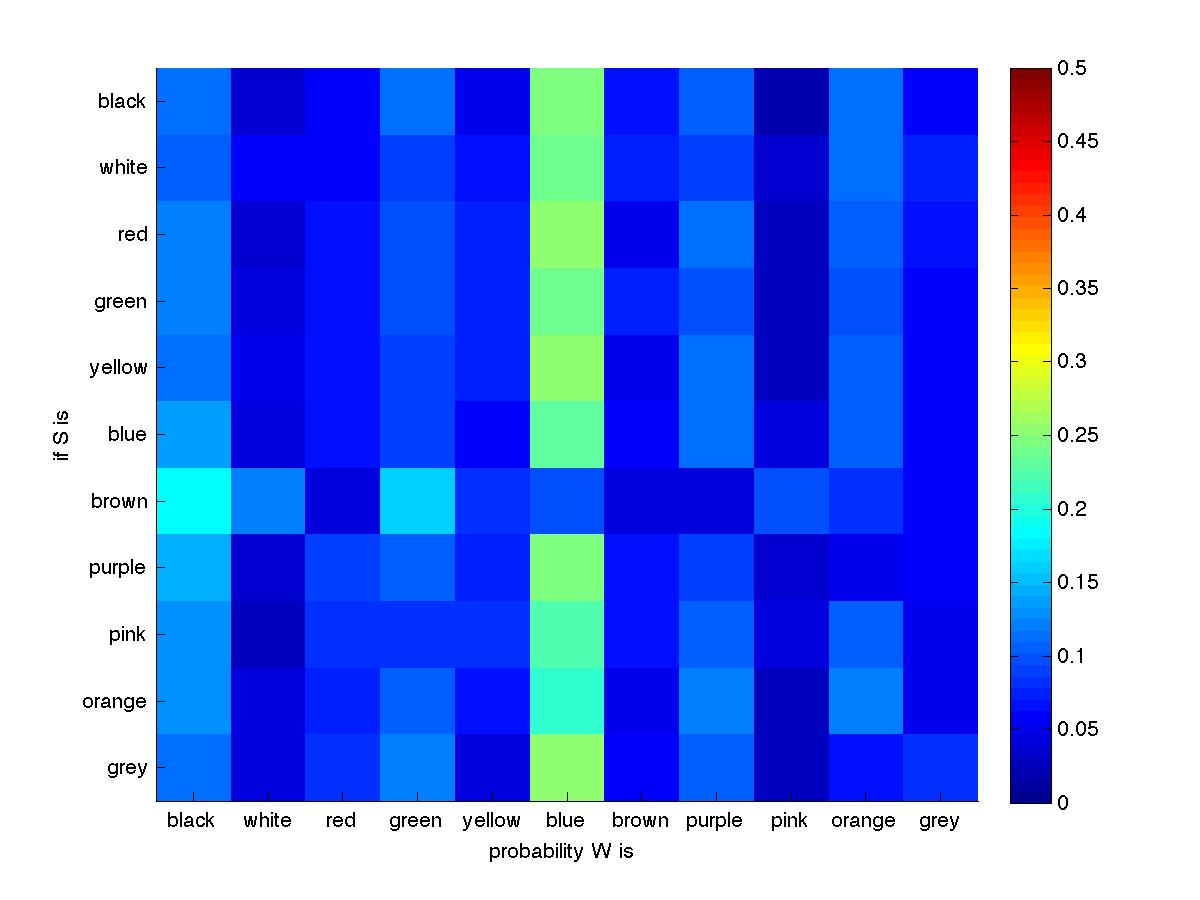 if S is
black
white
red
green
yellow
blue
brown
purple
pink
orange
grey
black white red green yellow blue brown purple pink orange grey
probability W is
0.5
0.45
0.4
0.35
0.3
0.25
0.2
0.15
0.1
0.05
0